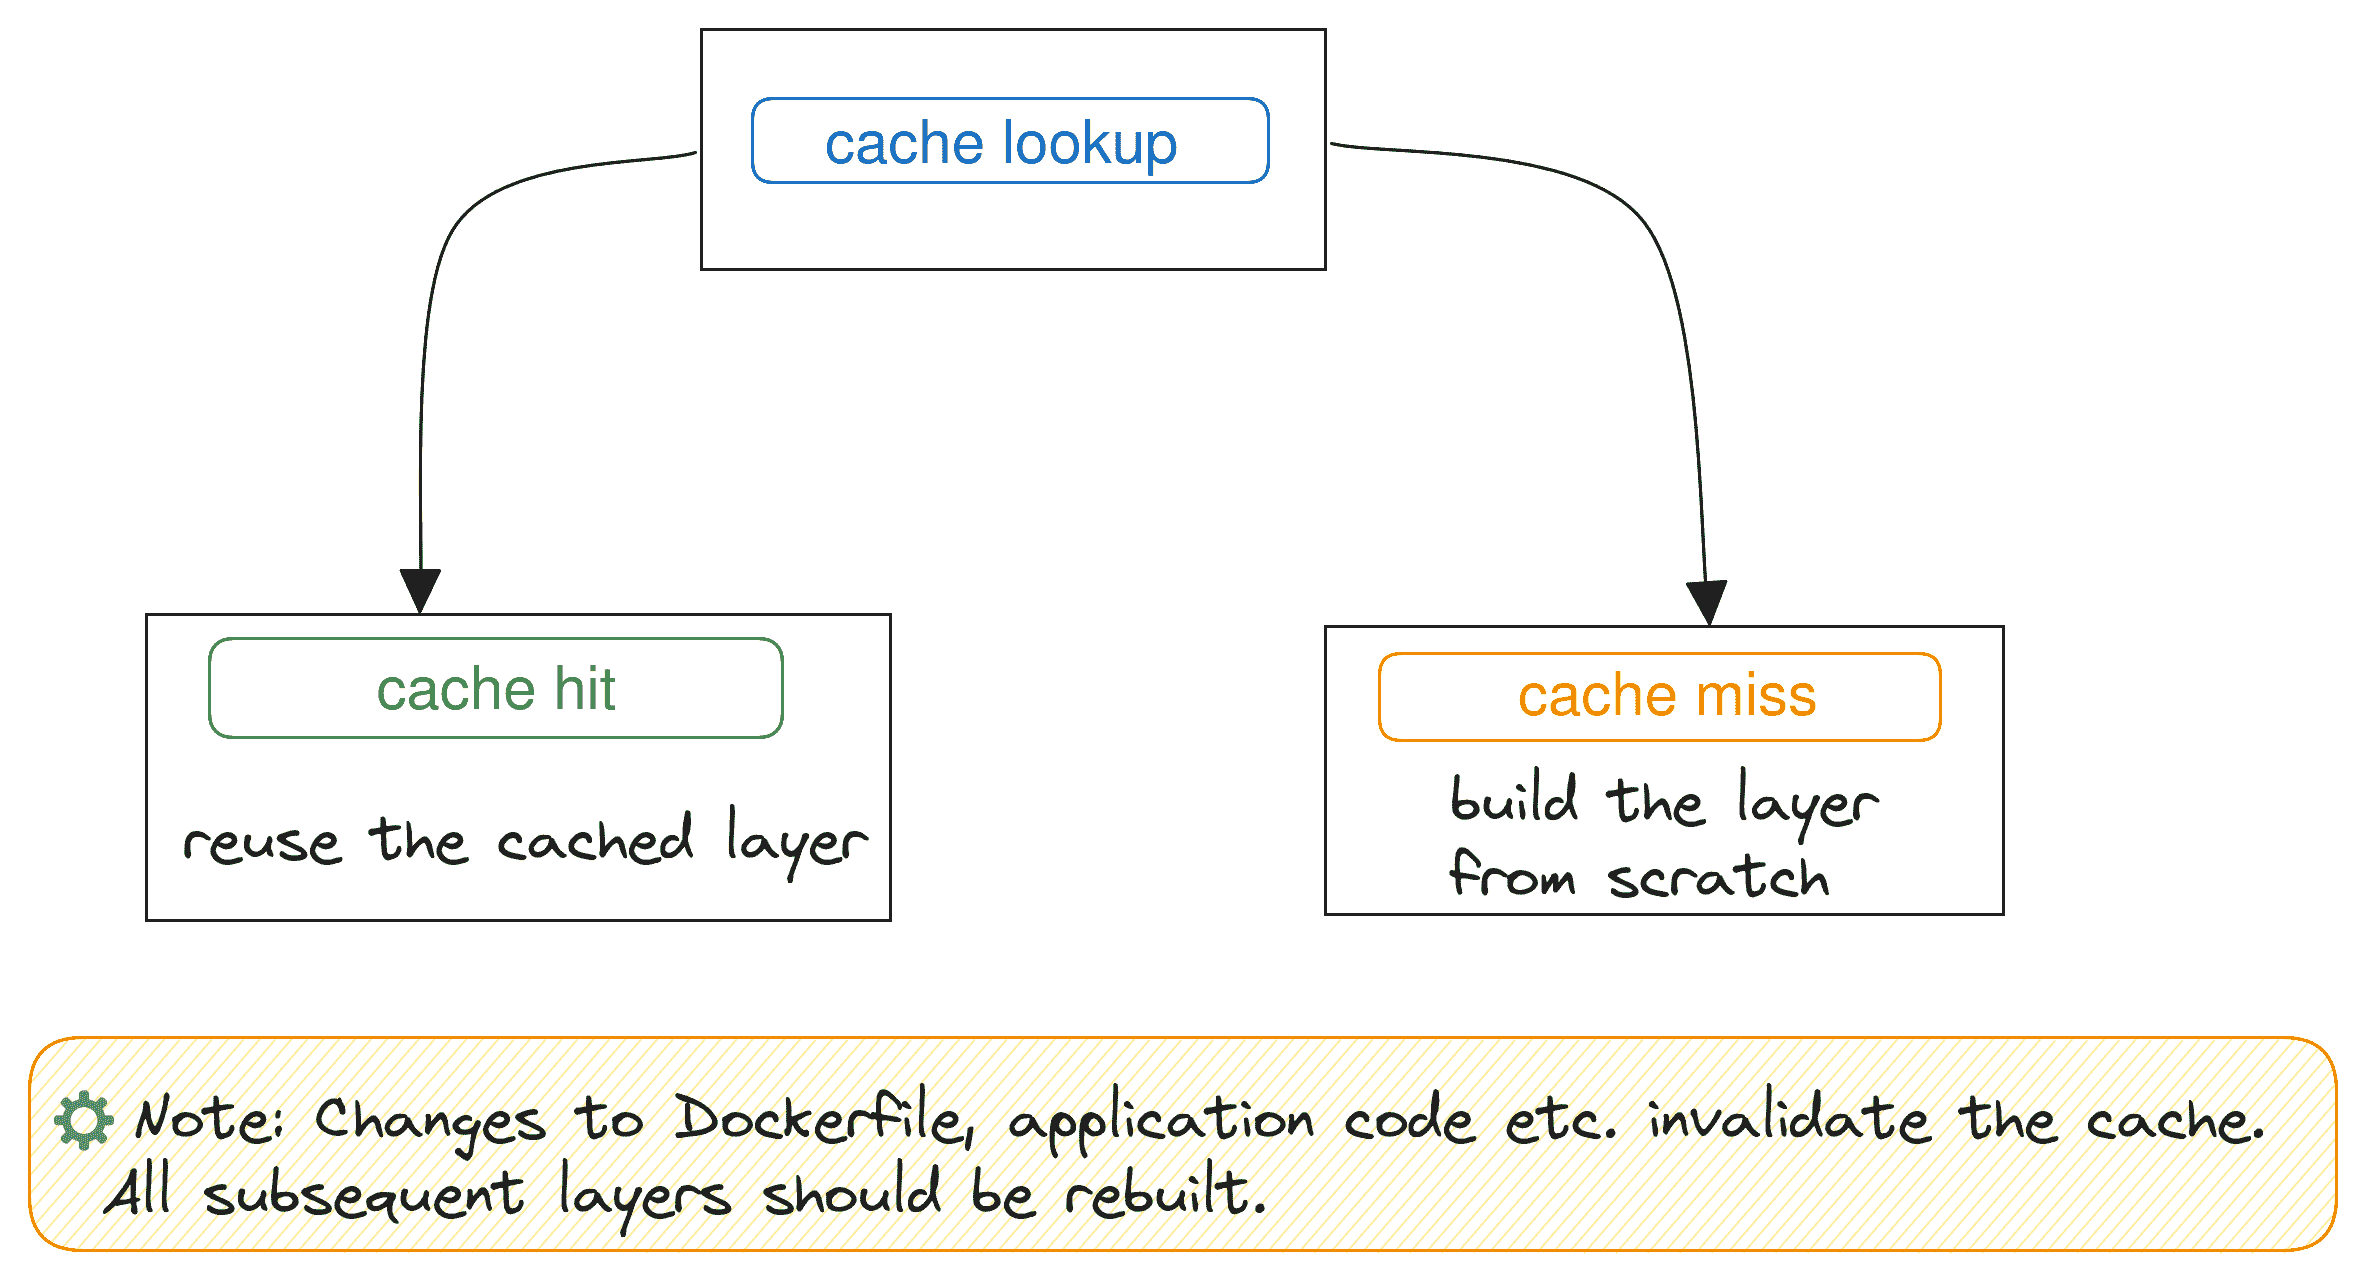 cache lookup
cache hit
reuse the cached layer
cache miss
build the layer
from scratch
Note: Changes to Dockerfile, application code etc. invalidate the cache.
All subsequent layers should be rebuilt.